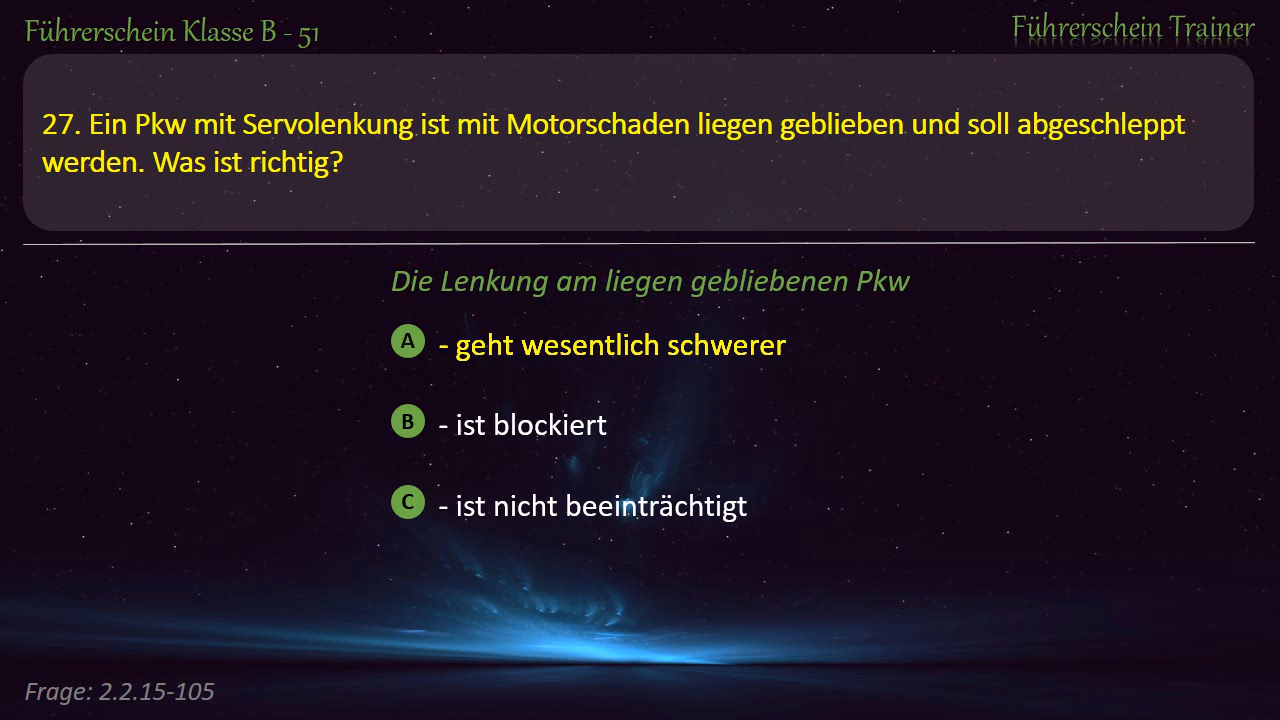 Führerschein Klasse B - 51
Führerschein Trainer
27. Ein Pkw mit Servolenkung ist mit Motorschaden liegen geblieben und soll abgeschleppt
werden. Was ist richtig?
Die Lenkung am liegen gebliebenen Pkw
A - geht wesentlich schwerer
B - ist blockiert
C - ist nicht beeinträchtigt
Frage: 2.2.15-105